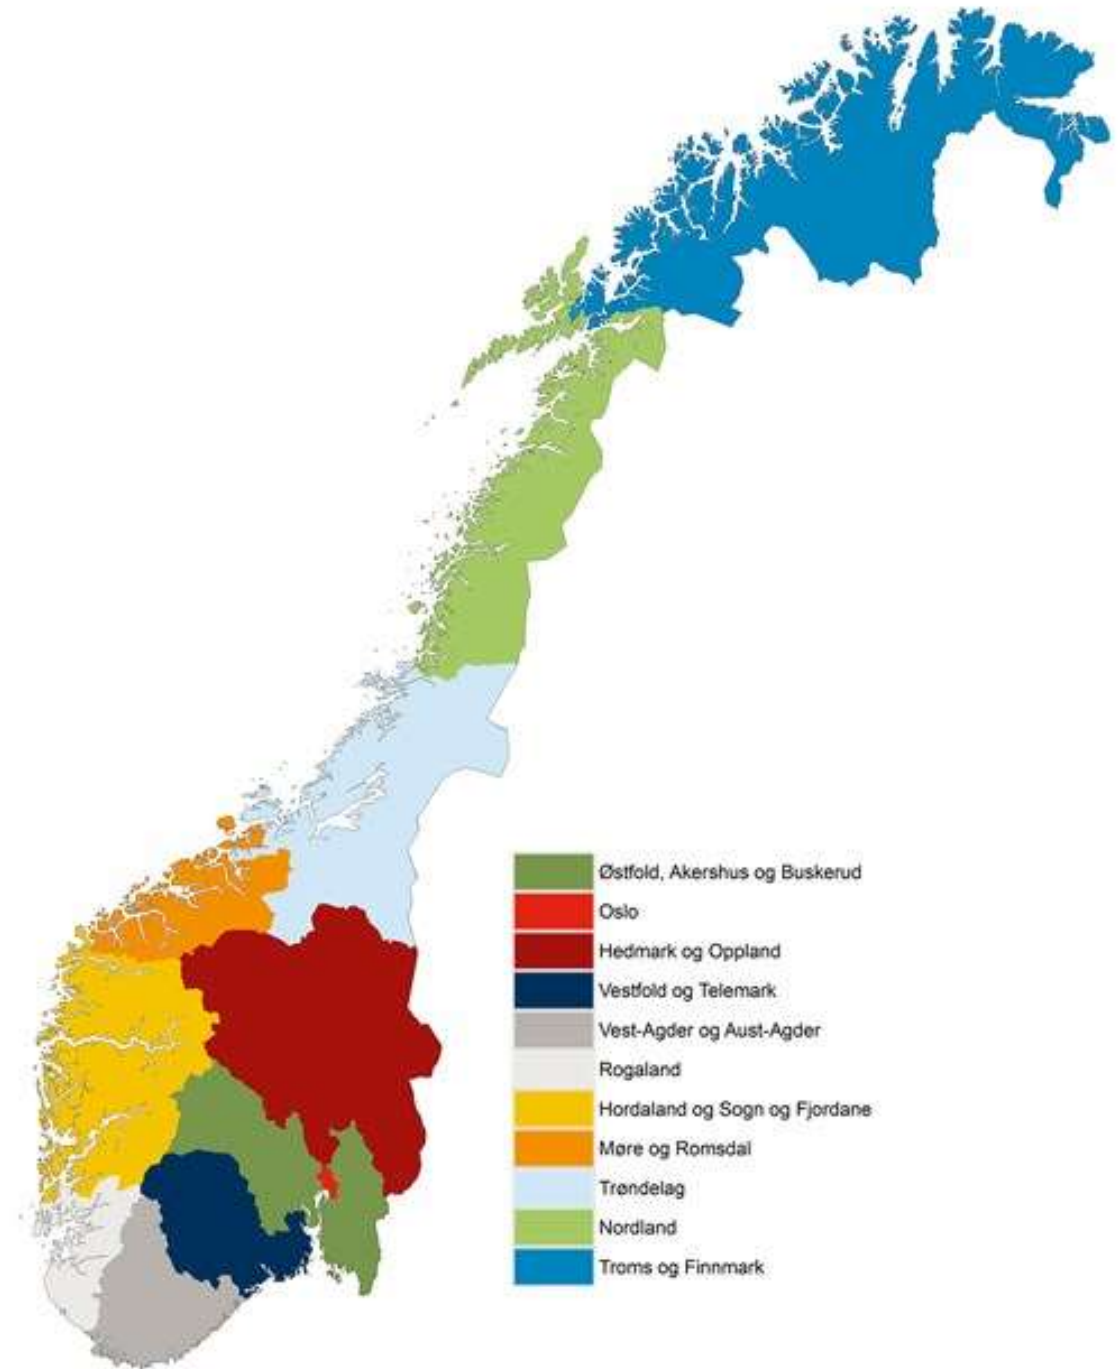 Østfold, Akershus og Buskerud
Oslo
Hedmark og Oppland
Vestfold og Telemark
Vest-Agder og Aust-Agder
Rogaland
Hordaland og Sogn og Fjordane
Møre og Romsdal
Trøndelag
Nordland
Troms og Finnmark